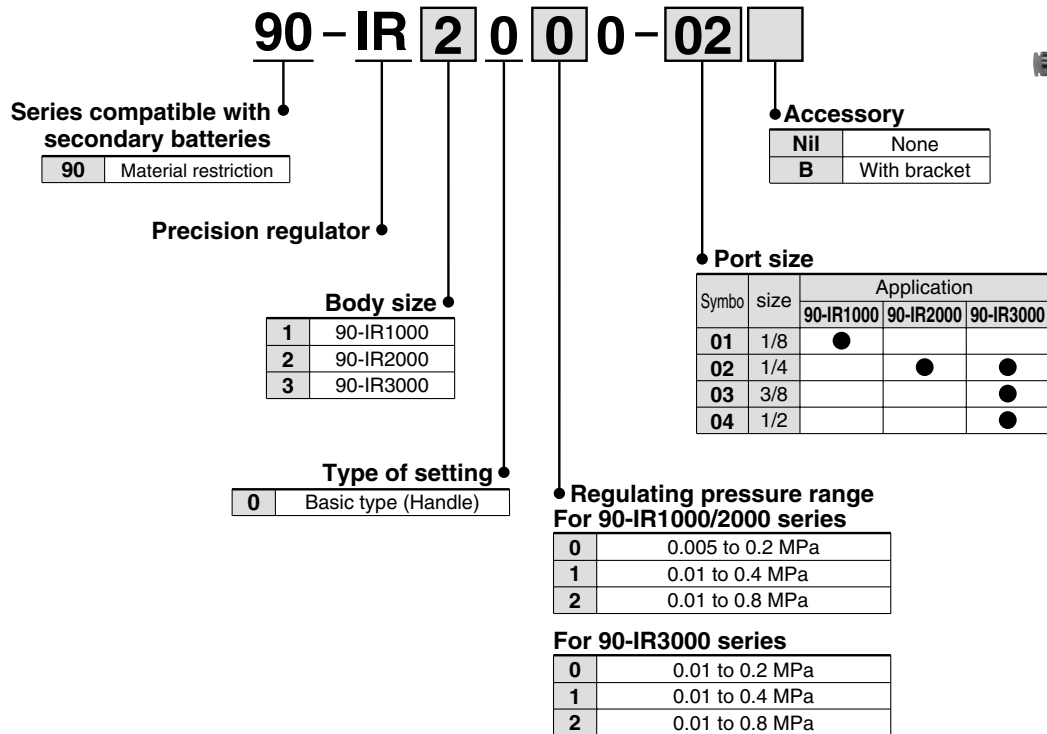 90 - IR 2 0 0 0 - 02
Series compatible with
secondary batteries
90 Material restriction
Precision regulator
Body size
1 90-IR1000
2 90-IR2000
3 90-IR3000
Type of setting
0 Basic type (Handle)
Accessory
Nil None
B With bracket
Port size
Symbo size Application
90-IR1000 90-IR2000 90-IR3000
01 1/8 ●
02 1/4 ● ●
03 3/8 ●
04 1/2 ●
Regulating pressure range
For 90-IR1000/2000 series
0 0.005 to 0.2 MPa
1 0.01 to 0.4 MPa
2 0.01 to 0.8 MPa
For 90-IR3000 series
0 0.01 to 0.2 MPa
1 0.01 to 0.4 MPa
2 0.01 to 0.8 MPa